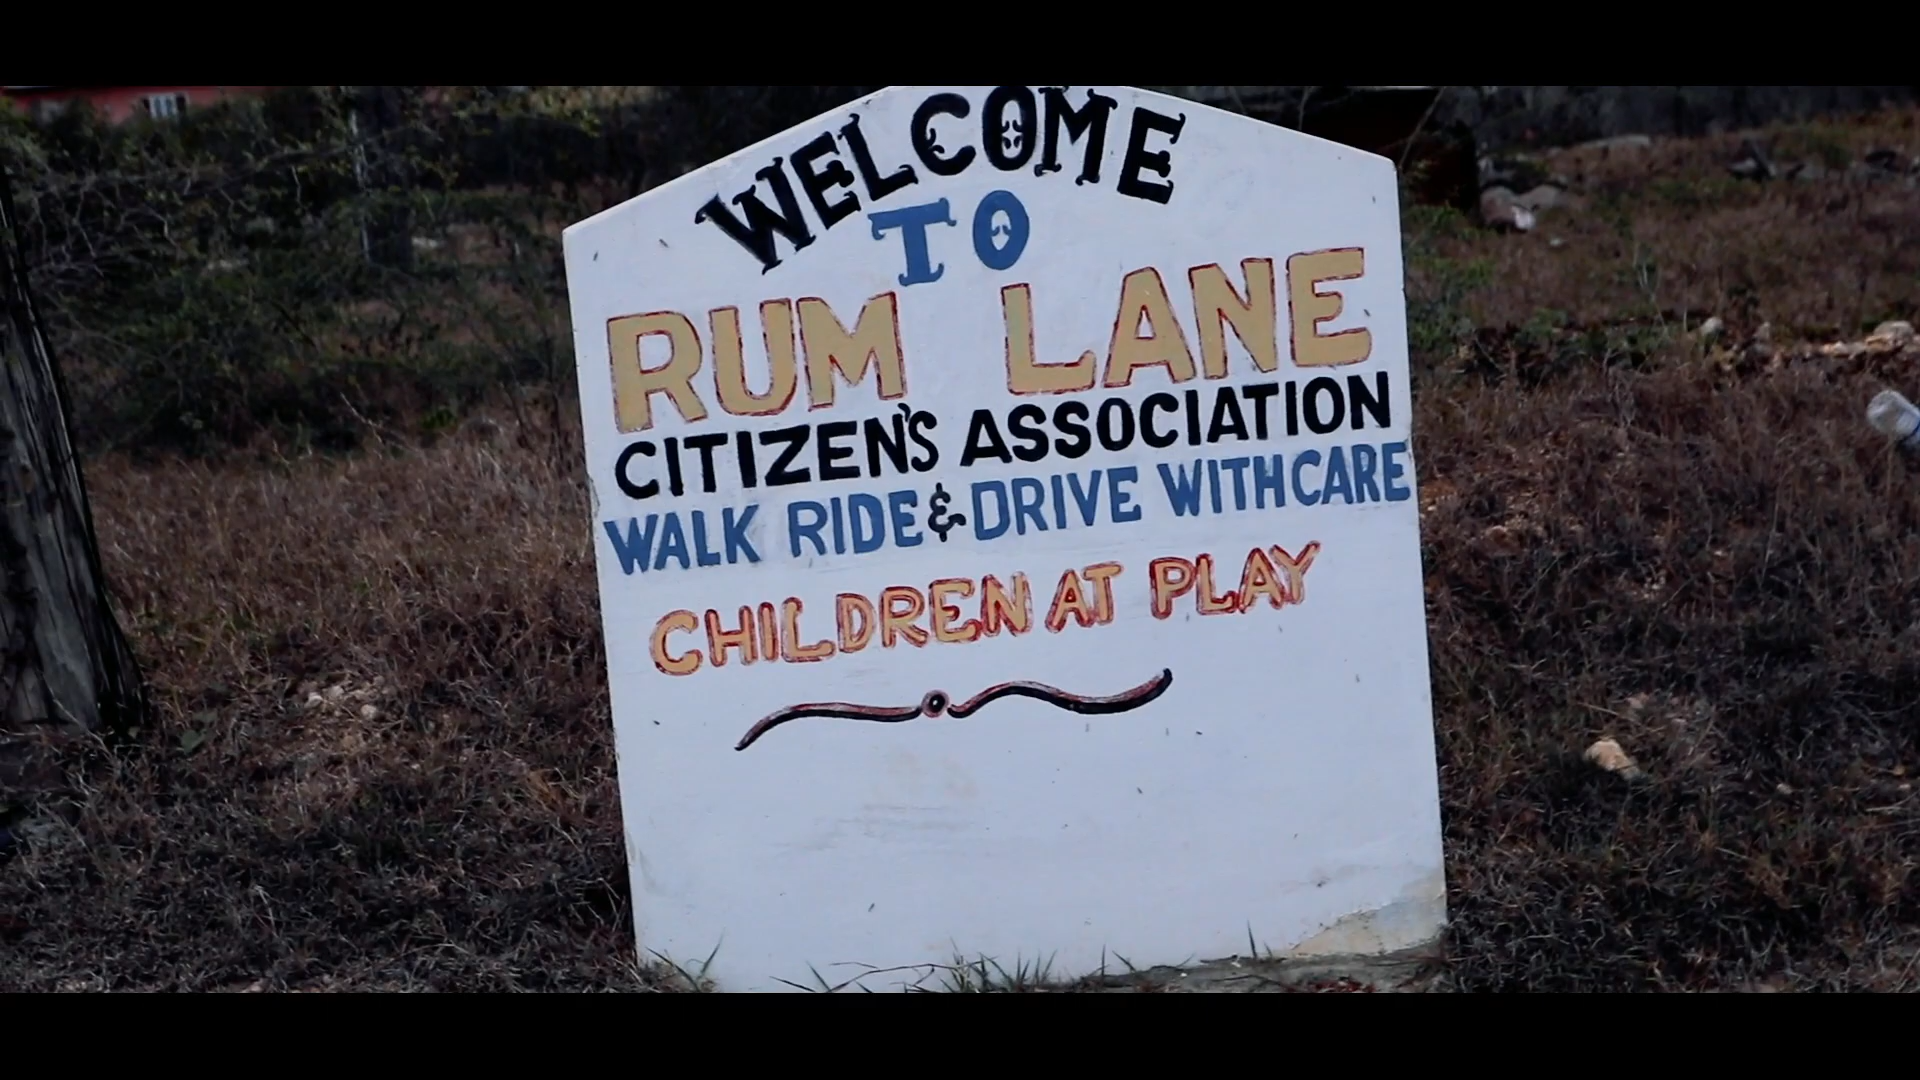 WELCOME
TO
RUM LANE
CITIZEN'S ASSOCIATION
WALK RIDE & DRIVE WITH CARE
CHILDREN AT PLAY